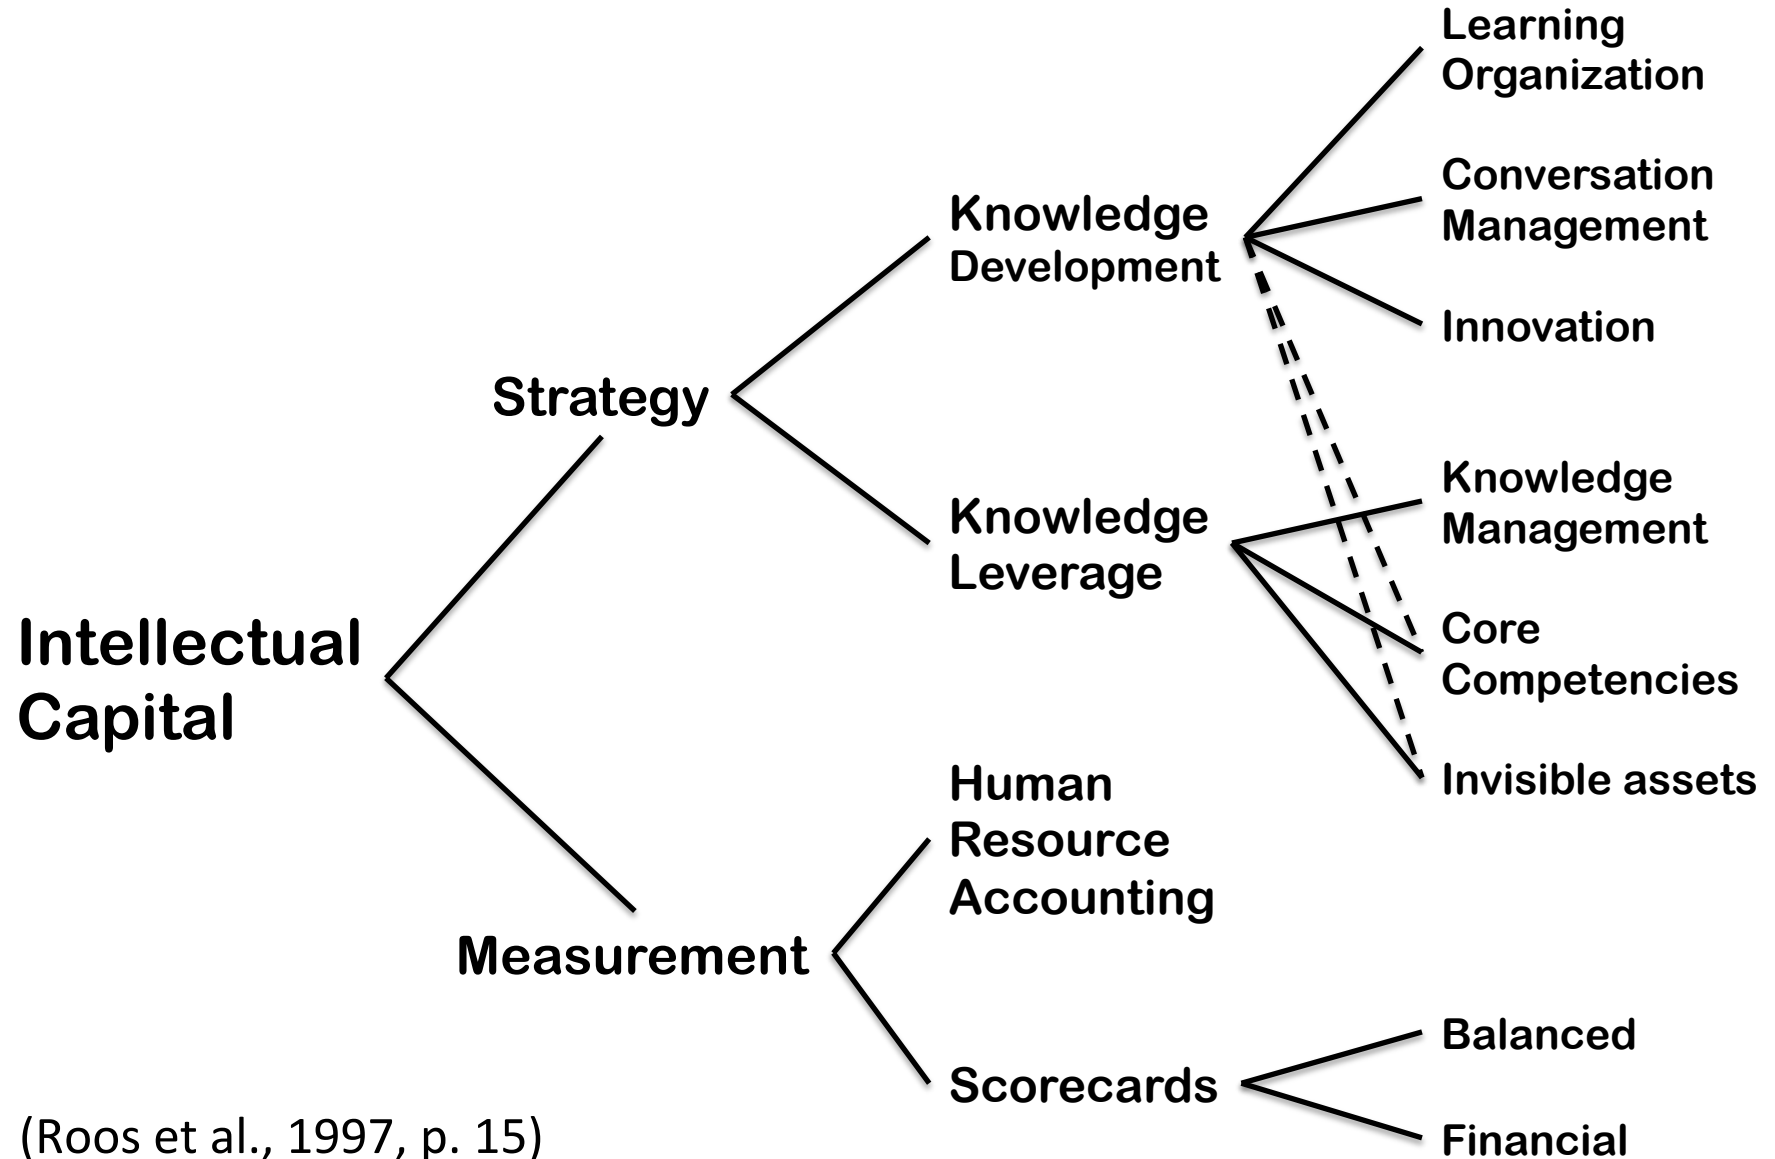 Learning
Organization
Conversation
Management
Knowledge
Development
Innovation
Strategy
Knowledge
Management
Knowledge
Leverage
Core
Competencies
Intellectual
Capital
Invisible assets
Human
Resource
Accounting
Measurement
Balanced
Scorecards
Financial
(Roos et al., 1997, p. 15)